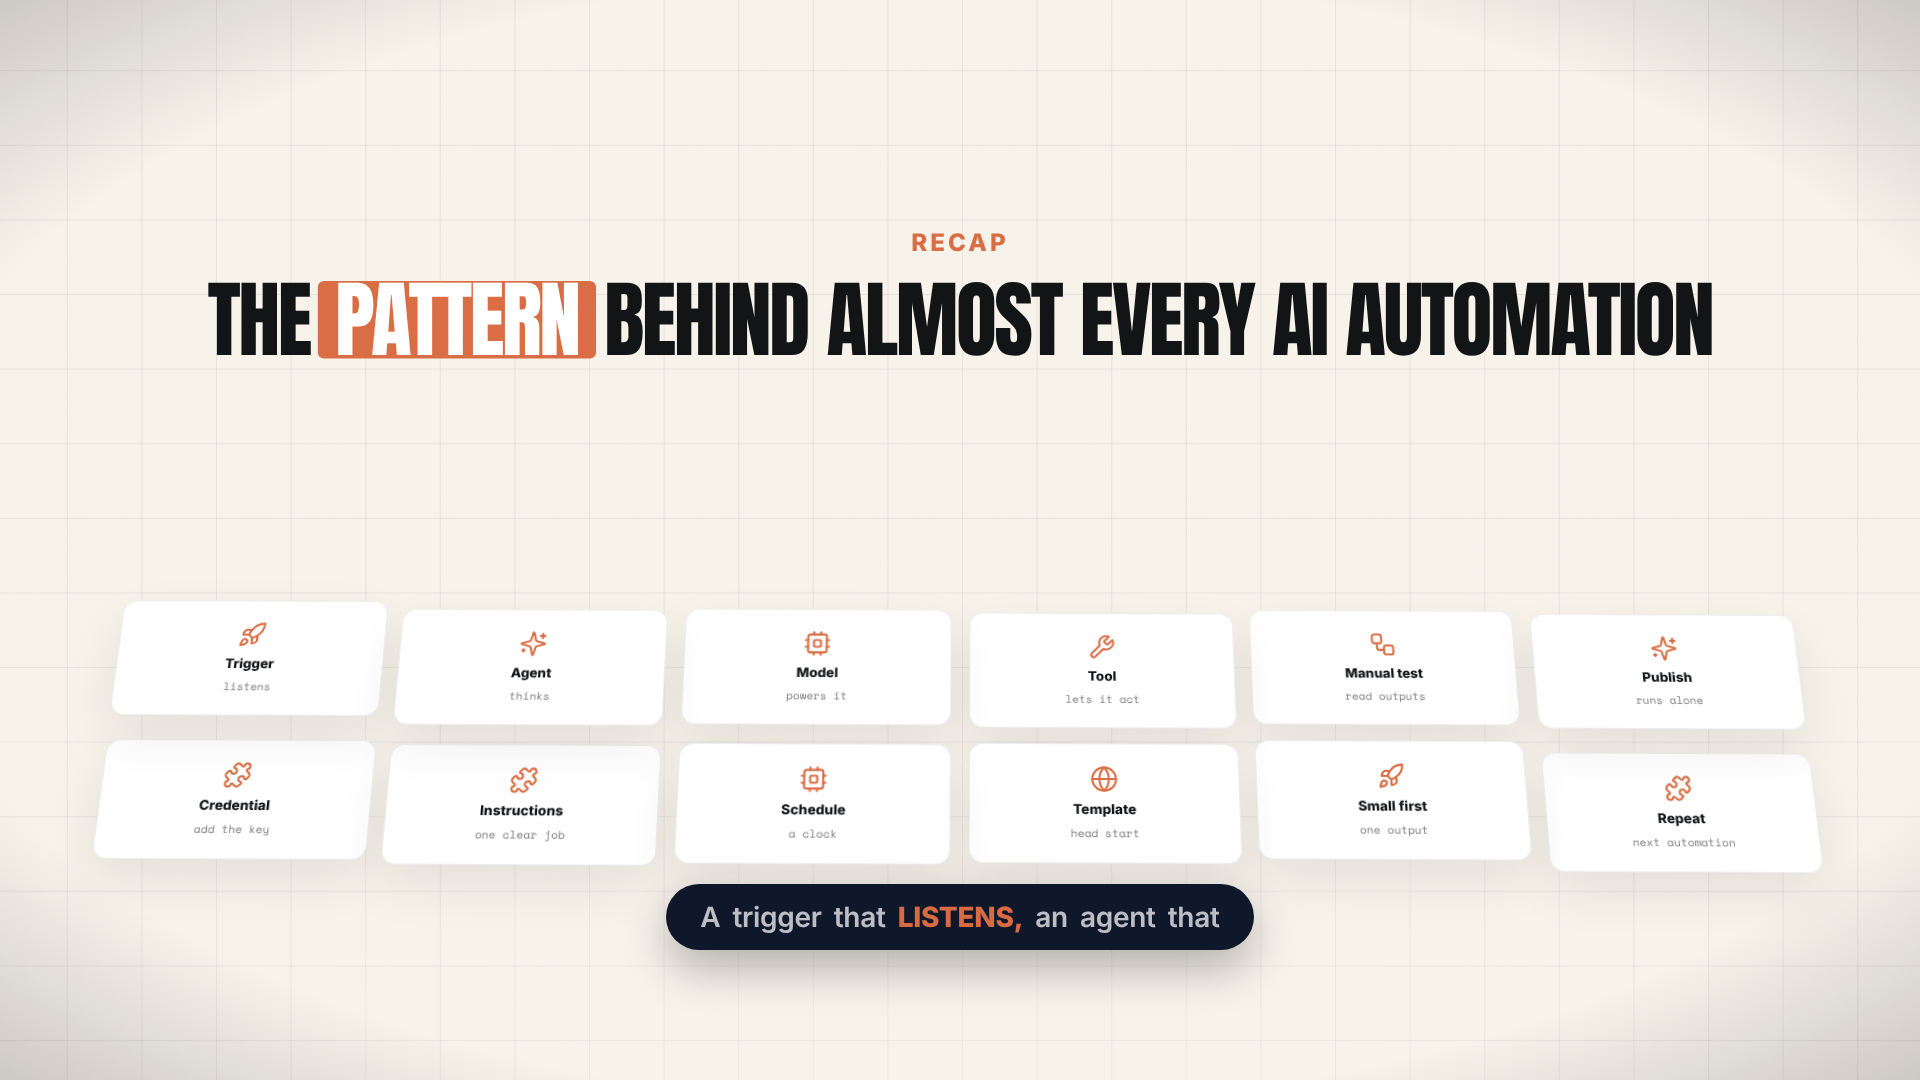 RECAP
THE PATTERN BEHIND ALMOST EVERY AI AUTOMATION
Trigger
listens
Agent
thinks
Model
powers it
Tool
lets it act
Manual test
read outputs
Publish
runs alone
Credential
add the key
Instructions
one clear job
Schedule
a clock
Template
head start
Small first
one output
Repeat
next automation
A trigger that LISTENS, an agent that